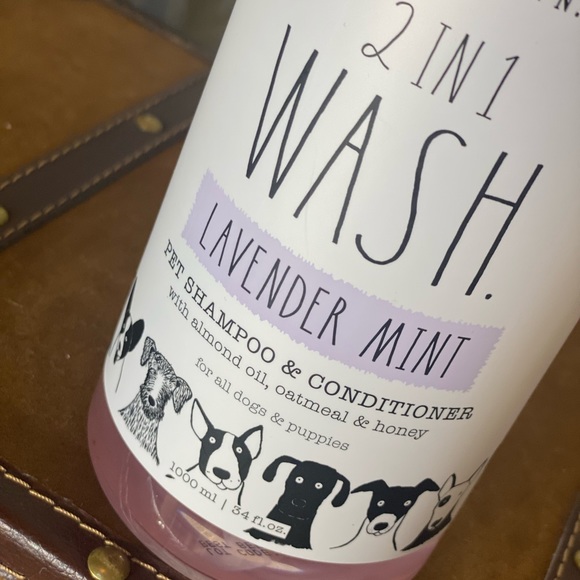 2 IN 1
WASH.
LAVENDER MINT
PET SHAMPOO & CONDITIONER
with almond oil, oatmeal & honey
for all dogs & puppies
1000 ml | 34 fl.oz.